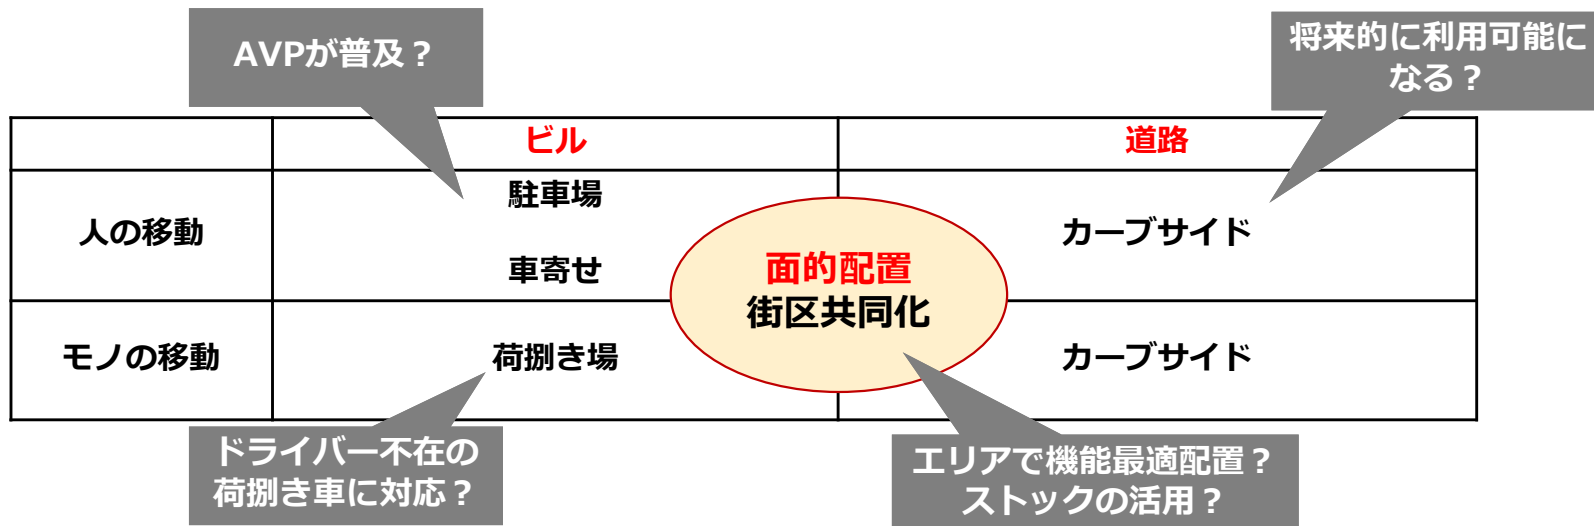 AVPが普及？
将来的に利用可能に
なる？
ビル
道路
人の移動
駐車場
車寄せ
カーブサイド
面的配置
街区共同化
モノの移動
荷捌き場
カーブサイド
ドライバー不在の
荷捌き車に対応？
エリアで機能最適配置？
ストックの活用？